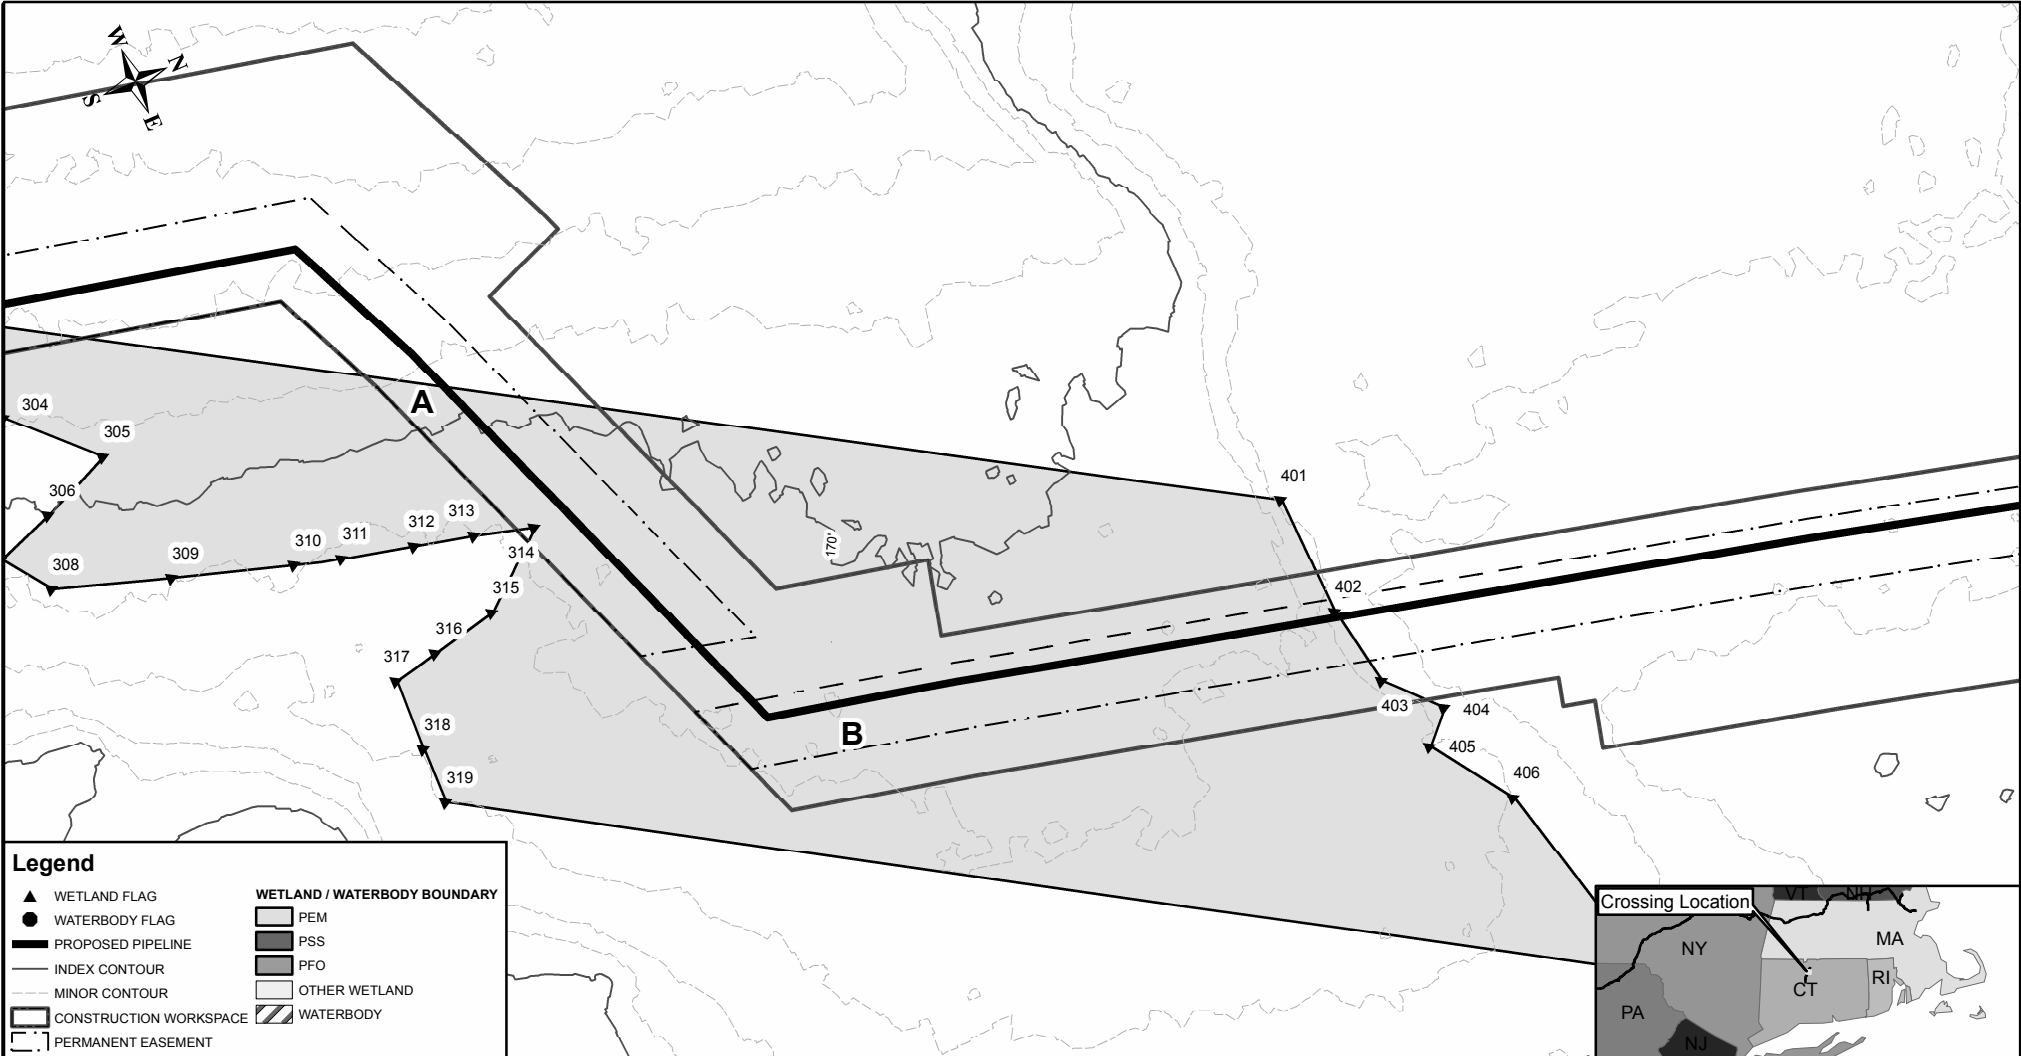 W
N
S
E
304
305
306
308
309
310
311
312
313
314
315
316
317
318
319
A
B
170'
401
402
403
404
405
406
Legend
WETLAND FLAG
WATERBODY FLAG
PROPOSED PIPELINE
INDEX CONTOUR
MINOR CONTOUR
CONSTRUCTION WORKSPACE
PERMANENT EASEMENT
WETLAND / WATERBODY BOUNDARY
PEM
PSS
PFO
OTHER WETLAND
WATERBODY
Crossing Location
VT
NH
NY
MA
CT
RI
PA
NJ